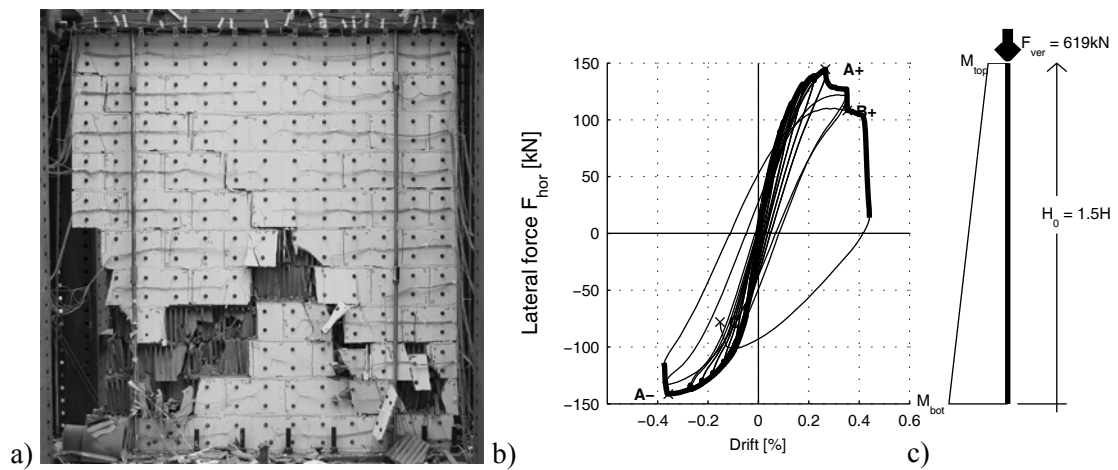 a)
b)
Lateral force F_hor [kN]
150
100
50
0
−50
−100
−150
−0.4
−0.2
0
0.2
0.4
0.6
Drift [%]
A+
B+
A−
c)
F_ver = 619kN
M_top
H_0 = 1.5H
M_bot